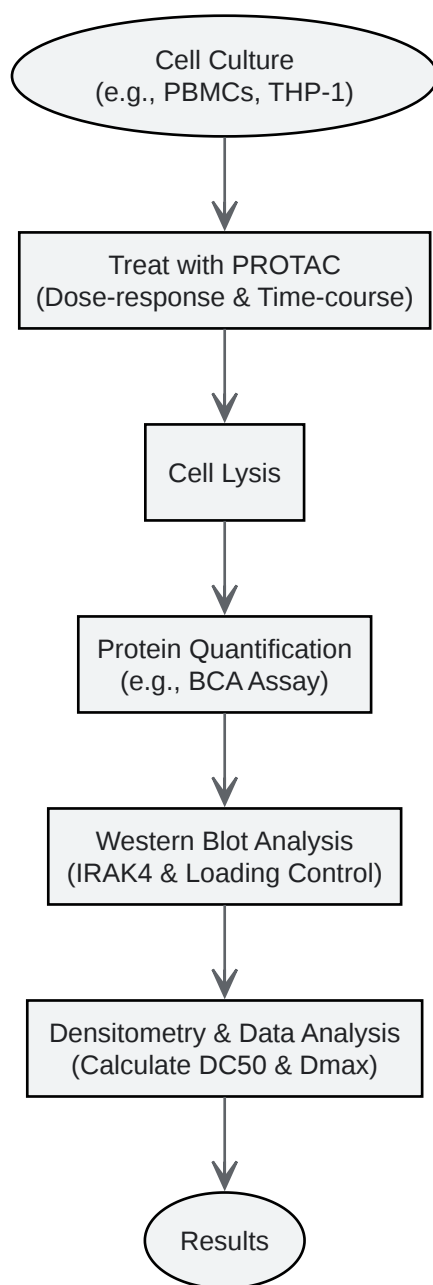 Cell Culture
(e.g., PBMCs, THP-1)
Treat with PROTAC
(Dose-response & Time-course)
Cell Lysis
Protein Quantification
(e.g., BCA Assay)
Western Blot Analysis
(IRAK4 & Loading Control)
Densitometry & Data Analysis
(Calculate DC50 & Dmax)
Results